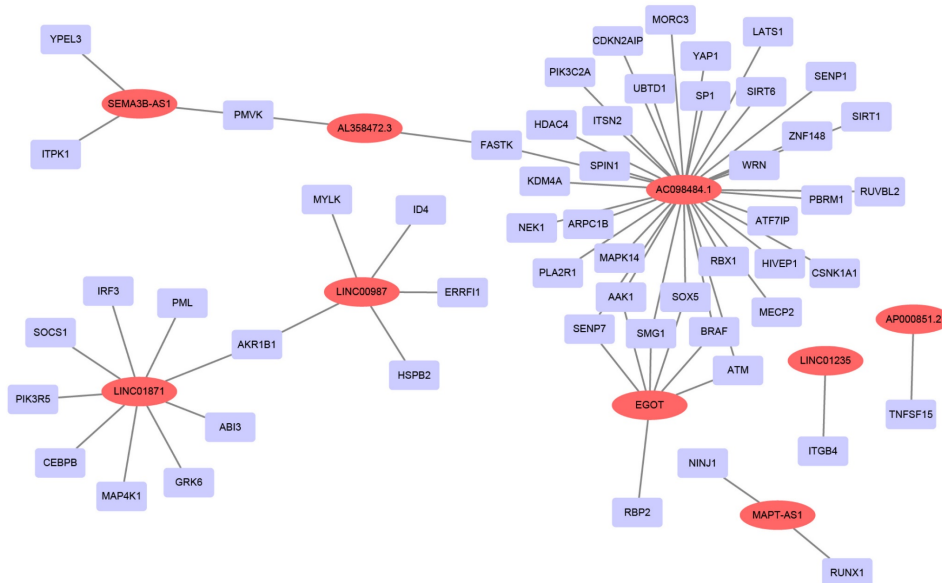 MORC3
LATS1
YPEL3
CDKN2AIP
YAP1
PIK3C2A
SENP1
UBTD1
SP1
SIRT6
SEMA3B-AS1
PMVK
ITSN2
SIRT1
HDAC4
AL358472.3
ZNF148
FASTK
ITPK1
SPIN1
WRN
KDM4A
AC098484.1
RUVBL2
PBRM1
MYLK
ID4
NEK1
ARPC1B
ATF7IP
MAPK14
RBX1
HIVEP1
PLA2R1
CSNK1A1
IRF3
PML
LINC00987
ERRFI1
AAK1
SOX5
MECP2
AP000851.2
SOCS1
AKR1B1
SENP7
SMG1
BRAF
LINC01235
HSPB2
ATM
LINC01871
PIK3R5
EGOT
TNFSF15
ABI3
ITGB4
CEBPB
NINJ1
GRK6
MAP4K1
RBP2
MAPT-AS1
RUNX1